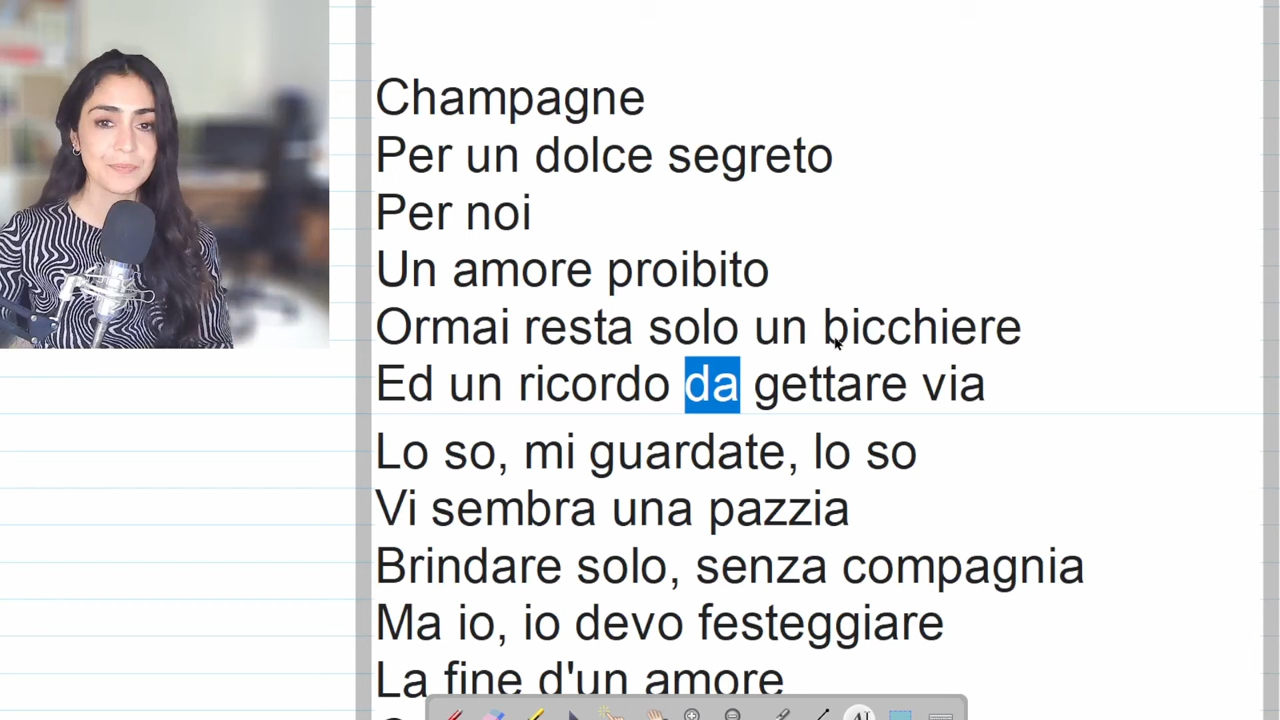 Champagne
Per un dolce segreto
Per noi
Un amore proibito
Ormai resta solo un bicchiere
Ed un ricordo da gettare via
Lo so, mi guardate, lo so
Vi sembra una pazzia
Brindare solo, senza compagnia
Ma io, io devo festeggiare
La fine d'un amore
AI